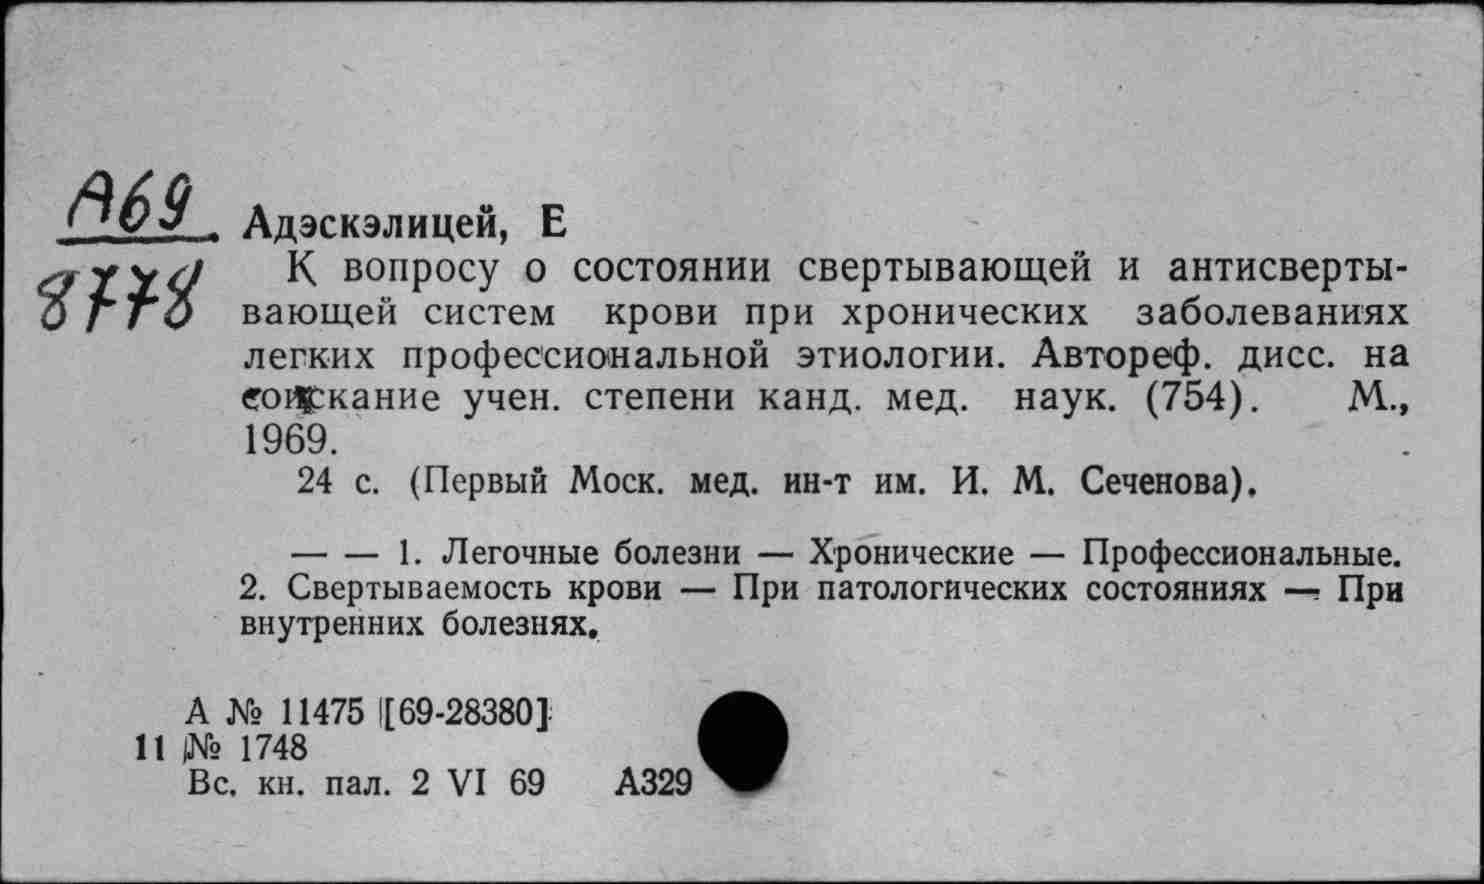 А69
8778
Адэскэлицей, Е
К вопросу о состоянии свертывающей и антисверты-
вающей систем крови при хронических заболеваниях
легких профессиональной этиологии. Автореф. дисс. на
соискание учен. степени канд. мед. наук. (754). М.,
1969.
24 с. (Первый Моск. мед. ин-т им. И. М. Сеченова).
— — 1. Легочные болезни — Хронические — Профессиональные.
2. Свертываемость крови — При патологических состояниях — При
внутренних болезнях.
А № 11475 [69-28380]
11 № 1748
Вс. кн. пал. 2 VI 69 А329